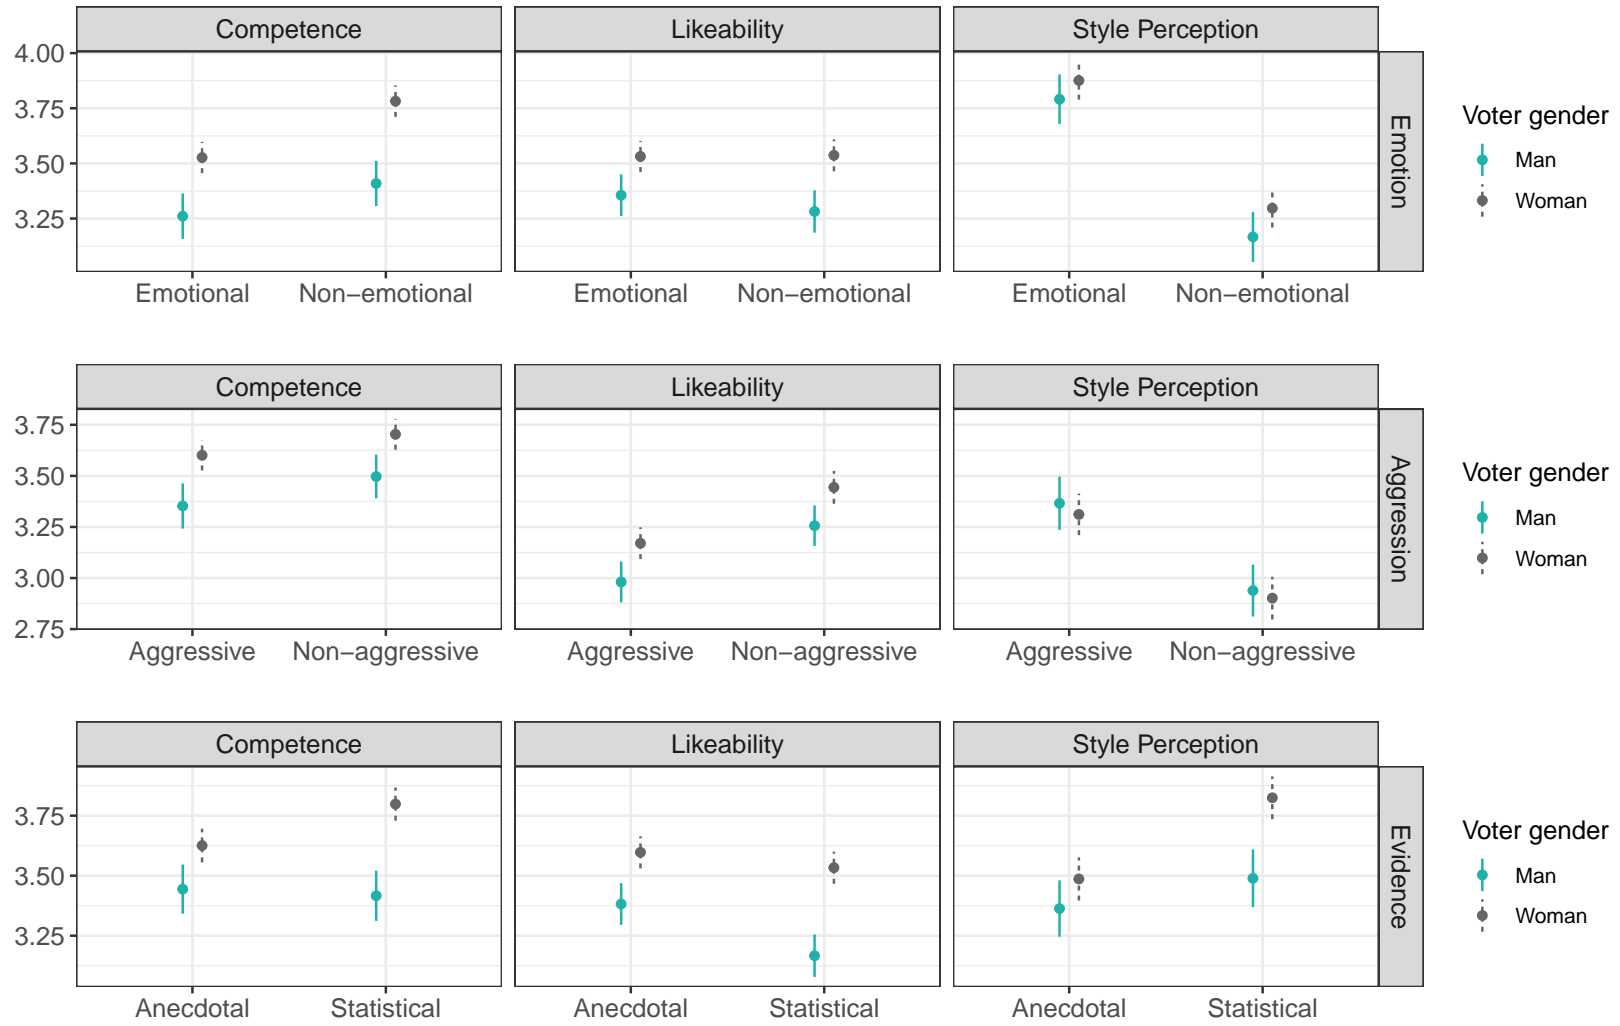 Competence Likeability Style Perception
4.00
3.75
3.50
3.25
Emotion
Voter gender
Man
Woman
Emotional Non−emotional Emotional Non−emotional Emotional Non−emotional
Competence Likeability Style Perception
3.75
3.50
3.25
3.00
2.75
Aggression
Voter gender
Man
Woman
Aggressive Non−aggressive Aggressive Non−aggressive Aggressive Non−aggressive
Competence Likeability Style Perception
3.75
3.50
3.25
Evidence
Voter gender
Man
Woman
Anecdotal Statistical Anecdotal Statistical Anecdotal Statistical